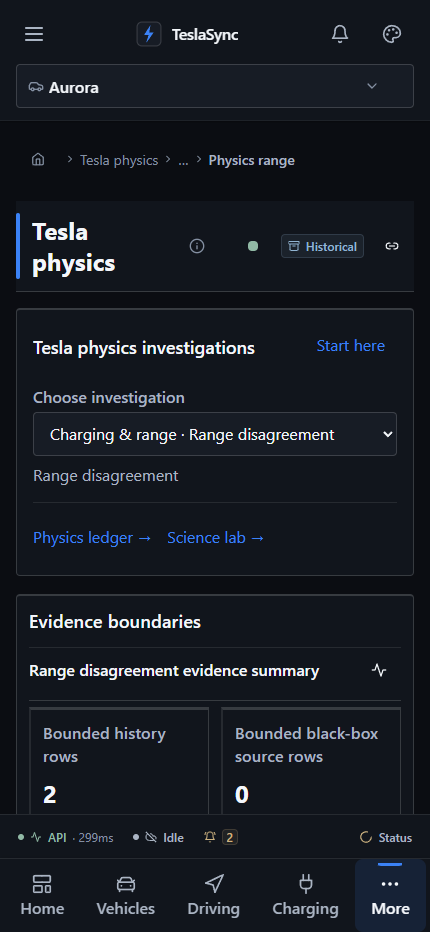 TeslaSync
Aurora
Tesla physics
...
Physics range
Tesla
physics
Historical
Tesla physics investigations
Start here
Choose investigation
Charging & range · Range disagreement
Range disagreement
Physics ledger →
Science lab →
Evidence boundaries
Range disagreement evidence summary
Bounded history
rows
2
Bounded black-box
source rows
0
API · 299ms
Idle
2
Status
Home
Vehicles
Driving
Charging
More